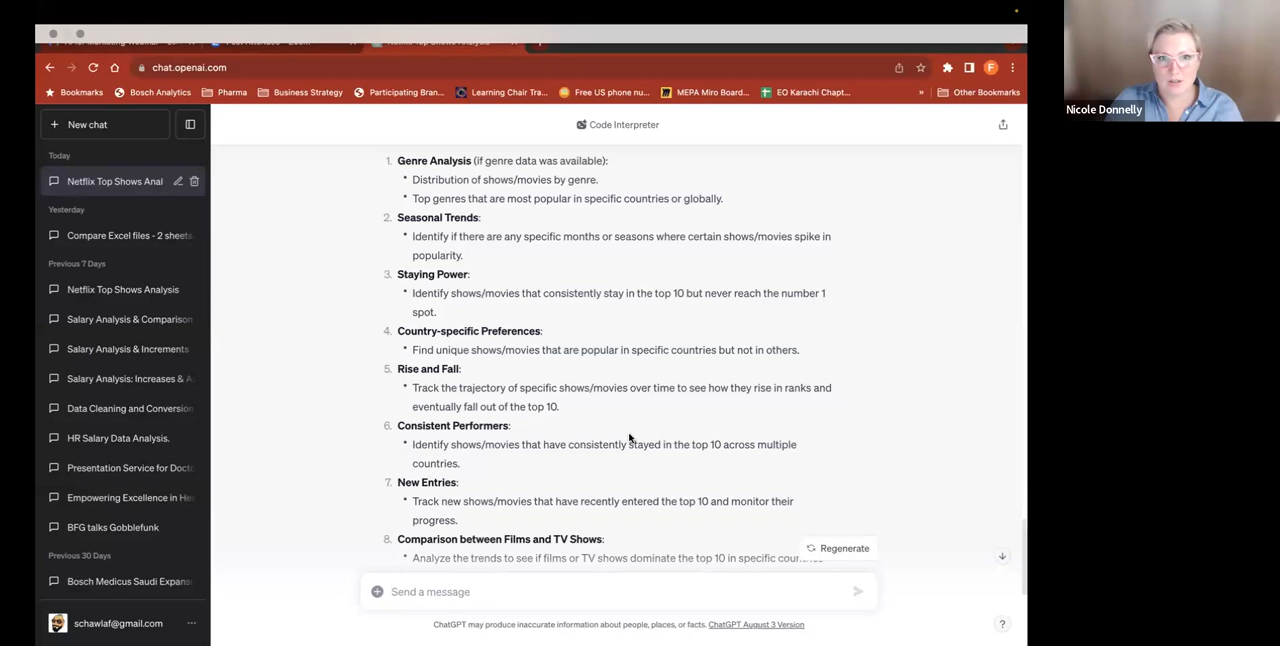 AI for Marketing Webinar
Post Attendee - Zoom
Netflix Top Shows Analysis
chat.openai.com
F
Bookmarks
Bosch Analytics
Pharma
Business Strategy
Participating Bran...
Learning Chair Tra...
Free US phone nu...
MEPA Miro Board...
EO Karachi Chapt...
»
Other Bookmarks
Nicole Donnelly
+ New chat
Code Interpreter
Today
Netflix Top Shows Anal
Yesterday
Compare Excel files - 2 sheets
Previous 7 Days
Netflix Top Shows Analysis
Salary Analysis & Comparison
Salary Analysis & Increments
Salary Analysis: Increases & A
Data Cleaning and Conversion
HR Salary Data Analysis.
Presentation Service for Docto
Empowering Excellence in Hea
BFG talks Gobblefunk
Previous 30 Days
Bosch Medicus Saudi Expans
schawlaf@gmail.com
1. Genre Analysis (if genre data was available):
• Distribution of shows/movies by genre.
• Top genres that are most popular in specific countries or globally.
2. Seasonal Trends:
• Identify if there are any specific months or seasons where certain shows/movies spike in
popularity.
3. Staying Power:
• Identify shows/movies that consistently stay in the top 10 but never reach the number 1
spot.
4. Country-specific Preferences:
• Find unique shows/movies that are popular in specific countries but not in others.
5. Rise and Fall:
• Track the trajectory of specific shows/movies over time to see how they rise in ranks and
eventually fall out of the top 10.
6. Consistent Performers:
• Identify shows/movies that have consistently stayed in the top 10 across multiple
countries.
7. New Entries:
• Track new shows/movies that have recently entered the top 10 and monitor their
progress.
8. Comparison between Films and TV Shows:
• Analyze the trends to see if films or TV shows dominate the top 10 in specific countries
Regenerate
Send a message
ChatGPT may produce inaccurate information about people, places, or facts. ChatGPT August 3 Version
?